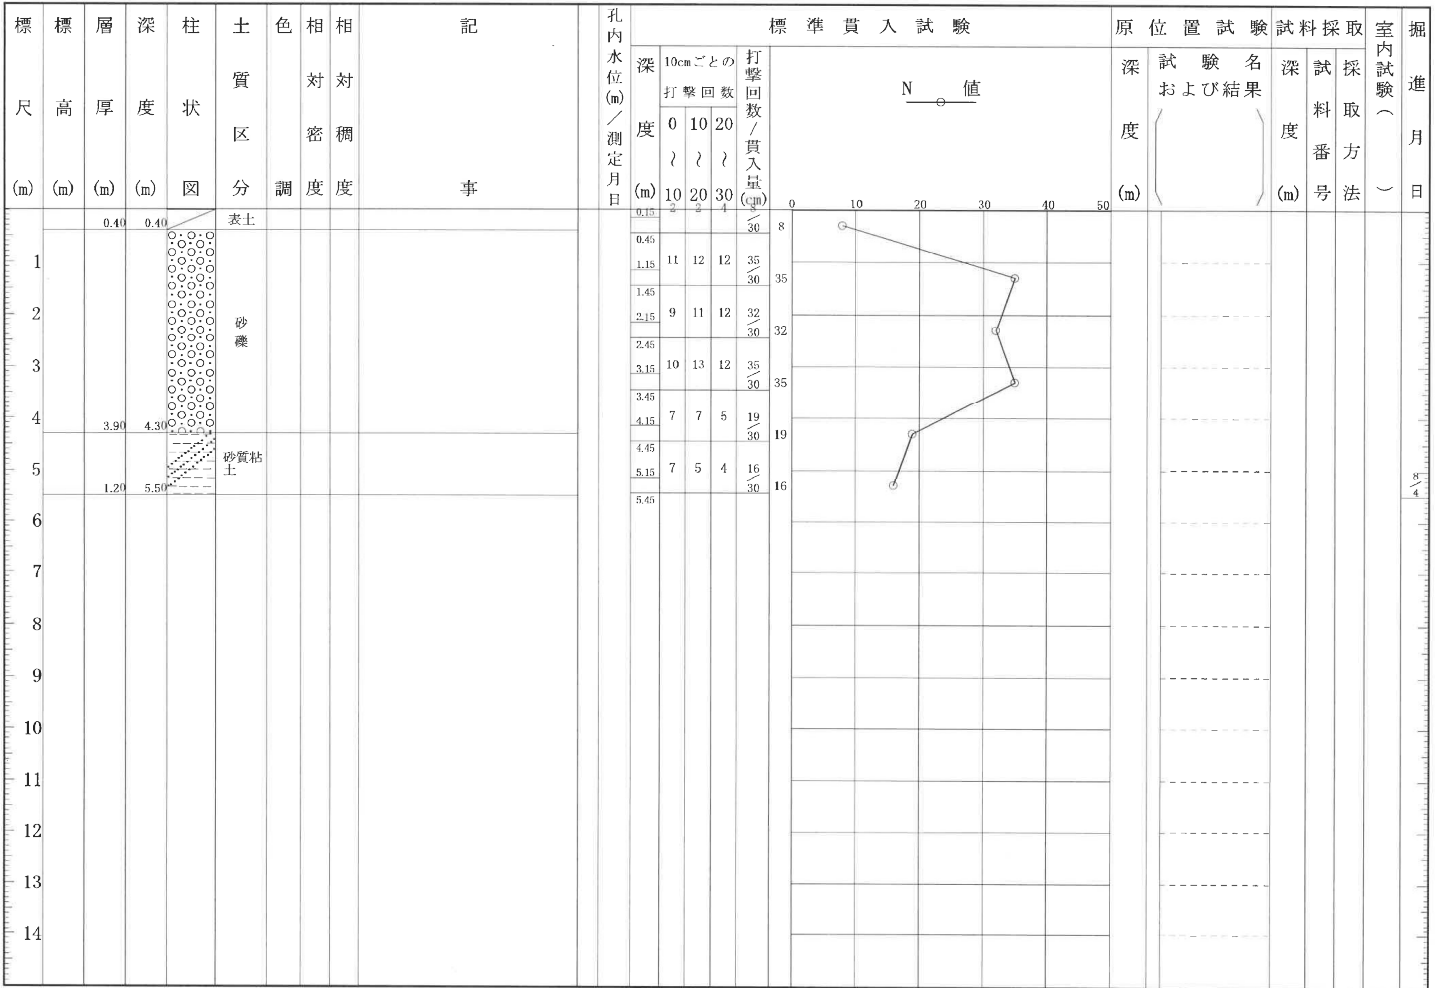 標尺(m) 標高(m) 層厚(m) 深度(m) 柱状図 土質区分 色調 相対密度 相対稠度 記事 孔内水位(m)/測定月日 標準貫入試験 原位置試験 試料採取 室内試験( ) 掘進月日
深度(m) 10cmごとの打撃回数 打撃回数/貫入量(cm) N 値 深度(m) 試験名および結果 ( ) 深度(m) 試料番号 採取方法
0〜10 10〜20 20〜30
0 10 20 30 40 50
0.40 0.40 表土 0.15 2 2 4 8/30 8
0.45
1 1.15 11 12 12 35/30 35
1.45
2 砂礫 2.15 9 11 12 32/30 32
2.45
3 3.15 10 13 12 35/30 35
3.45
4 3.90 4.30 4.15 7 7 5 19/30 19
4.45
砂質粘土
5 1.20 5.50 5.15 7 5 4 16/30 16 8/4
5.45
6
7
8
9
10
11
12
13
14